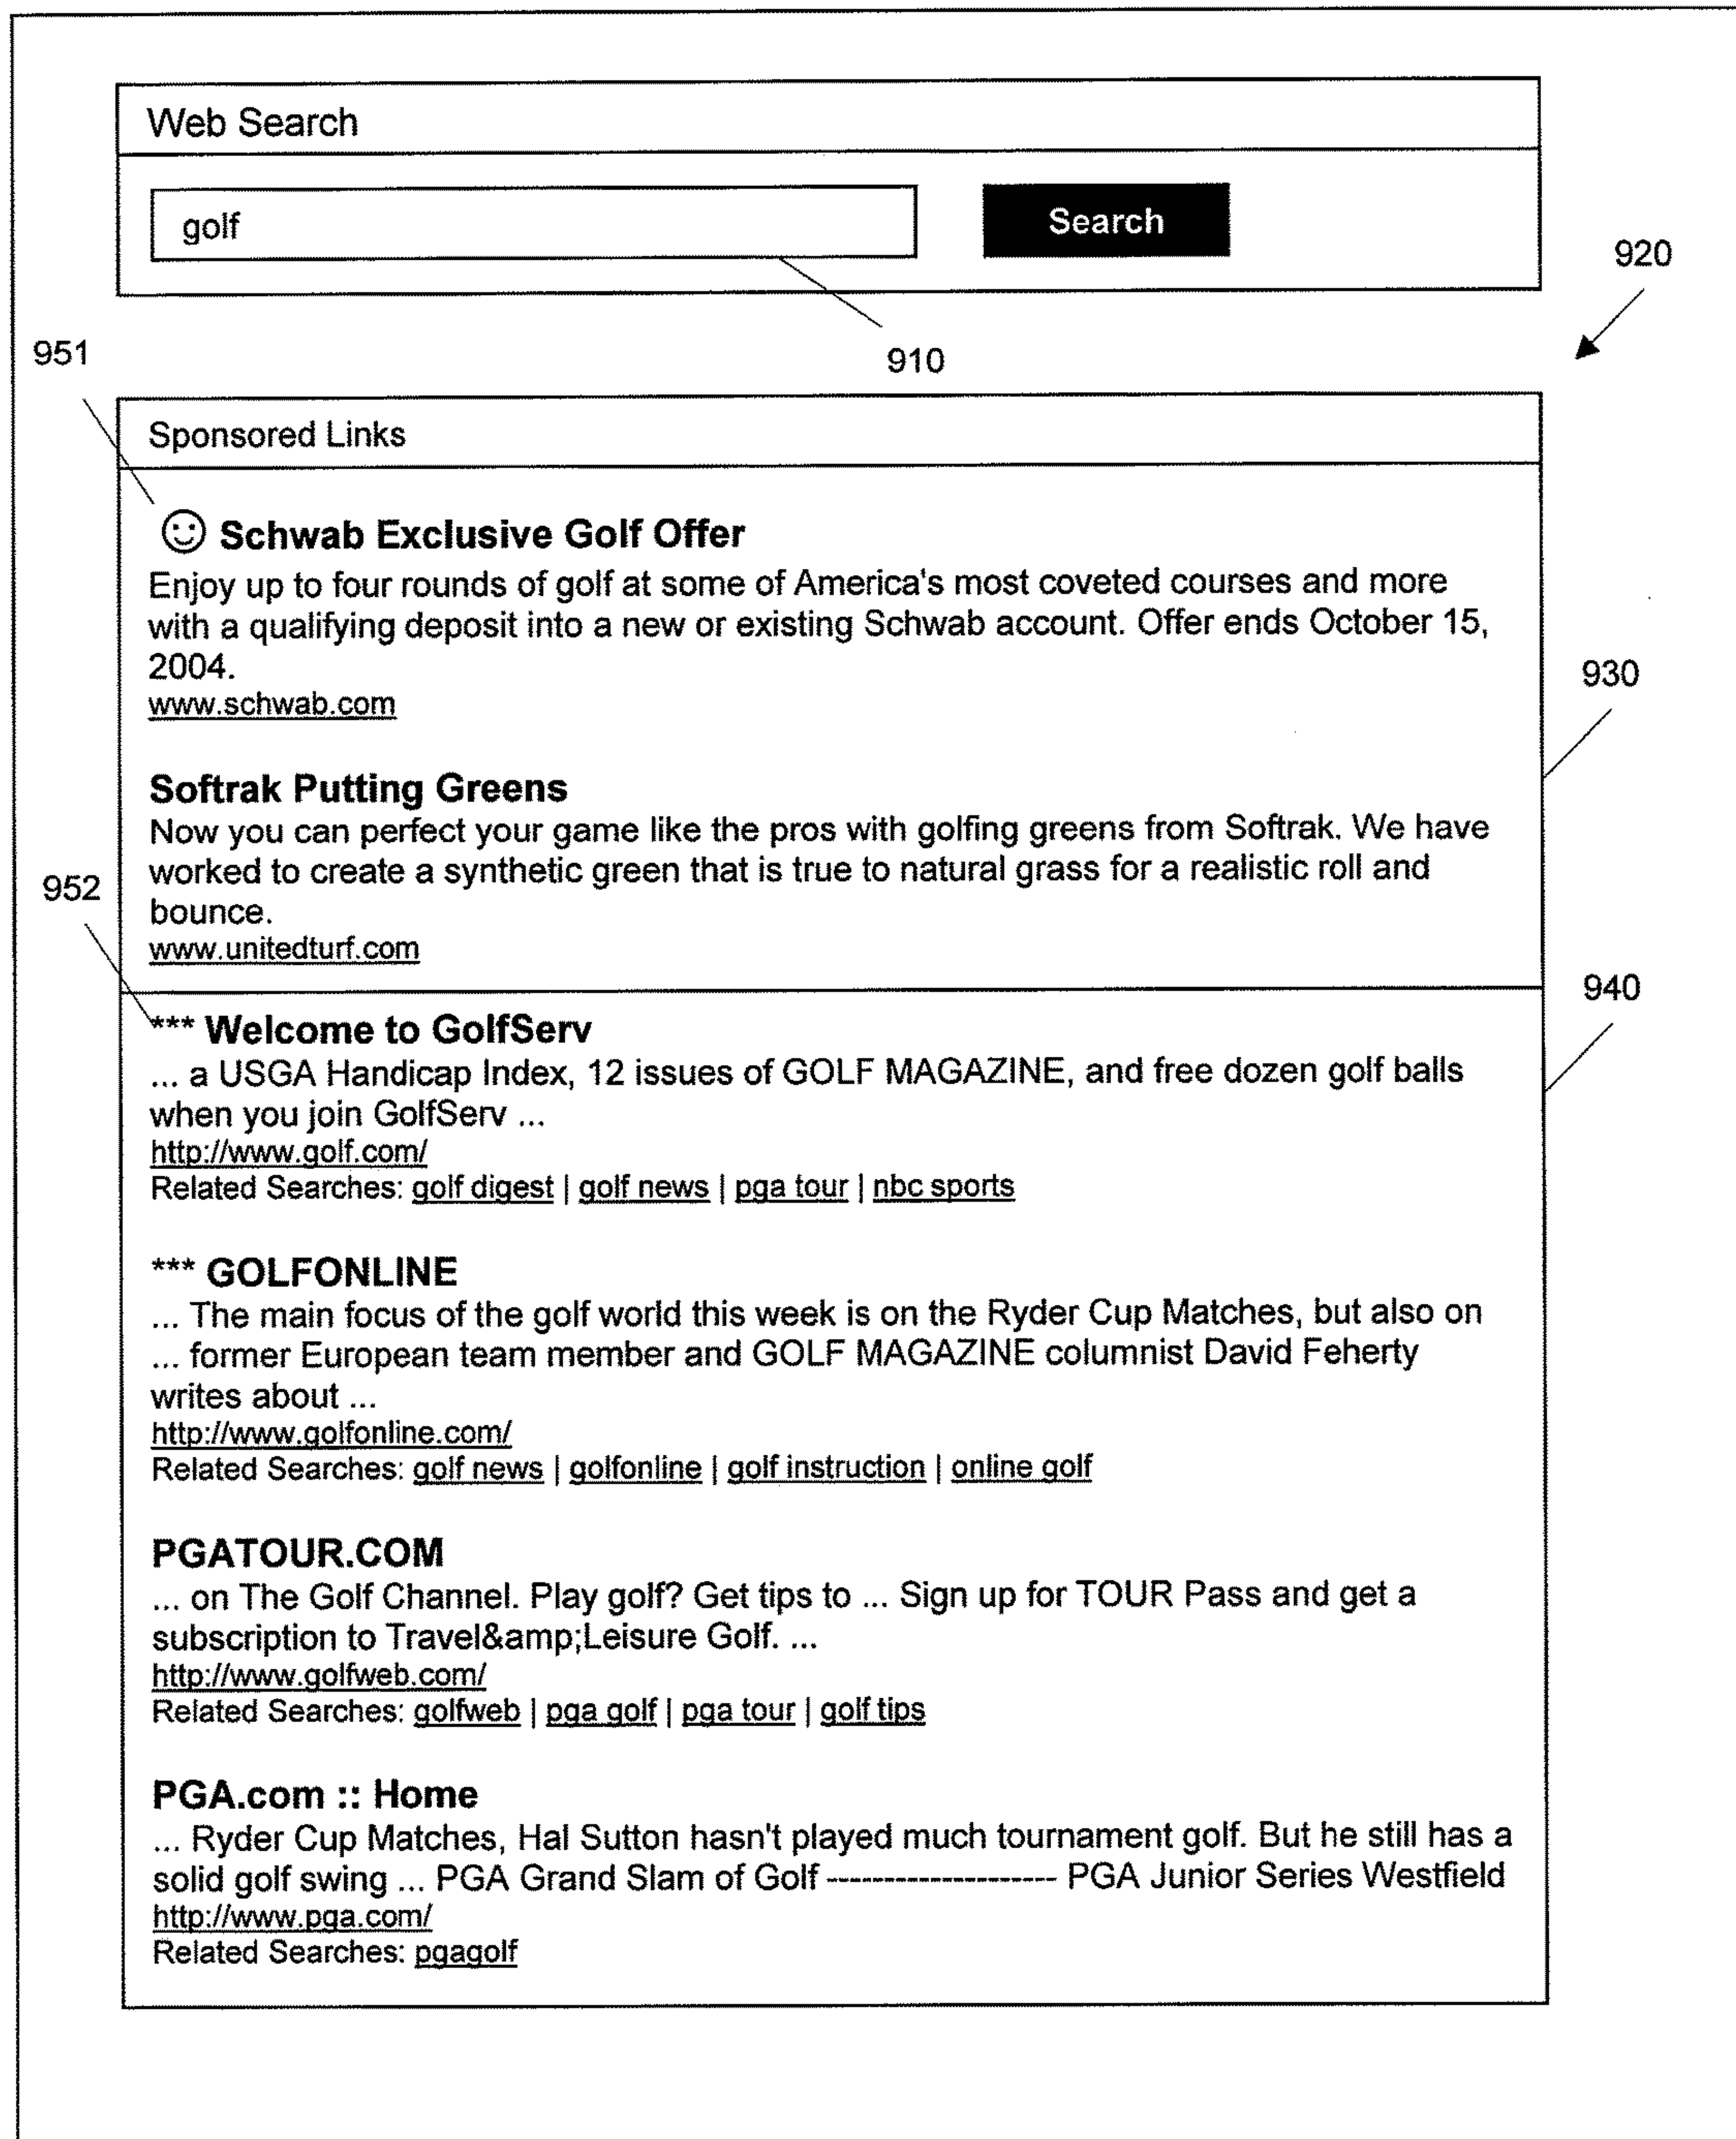 Web Search
golf
Search
920
951
910
Sponsored Links
Schwab Exclusive Golf Offer
Enjoy up to four rounds of golf at some of America's most coveted courses and more
with a qualifying deposit into a new or existing Schwab account. Offer ends October 15,
2004.
930
www.schwab.com
Softrak Putting Greens
Now you can perfect your game like the pros with golfing greens from Softrak. We have
worked to create a synthetic green that is true to natural grass for a realistic roll and
952
bounce.
www.unitedturf.com
940
*** Welcome to GolfServ
... a USGA Handicap Index, 12 issues of GOLF MAGAZINE, and free dozen golf balls
when you join GolfServ ...
http://www.golf.com/
Related Searches: golf digest | golf news | pga tour | nbc sports
*** GOLFONLINE
... The main focus of the golf world this week is on the Ryder Cup Matches, but also on
... former European team member and GOLF MAGAZINE columnist David Feherty
writes about ...
http://www.golfonline.com/
Related Searches: golf news | golfonline | golf instruction | online golf
PGATOUR.COM
... on The Golf Channel. Play golf? Get tips to ... Sign up for TOUR Pass and get a
subscription to Travel&amp;Leisure Golf. ...
http://www.golfweb.com/
Related Searches: golfweb | pga golf | pga tour | golf tips
PGA.com :: Home
... Ryder Cup Matches, Hal Sutton hasn't played much tournament golf. But he still has a
solid golf swing ... PGA Grand Slam of Golf --------------------- PGA Junior Series Westfield
http://www.pga.com/
Related Searches: pgagolf